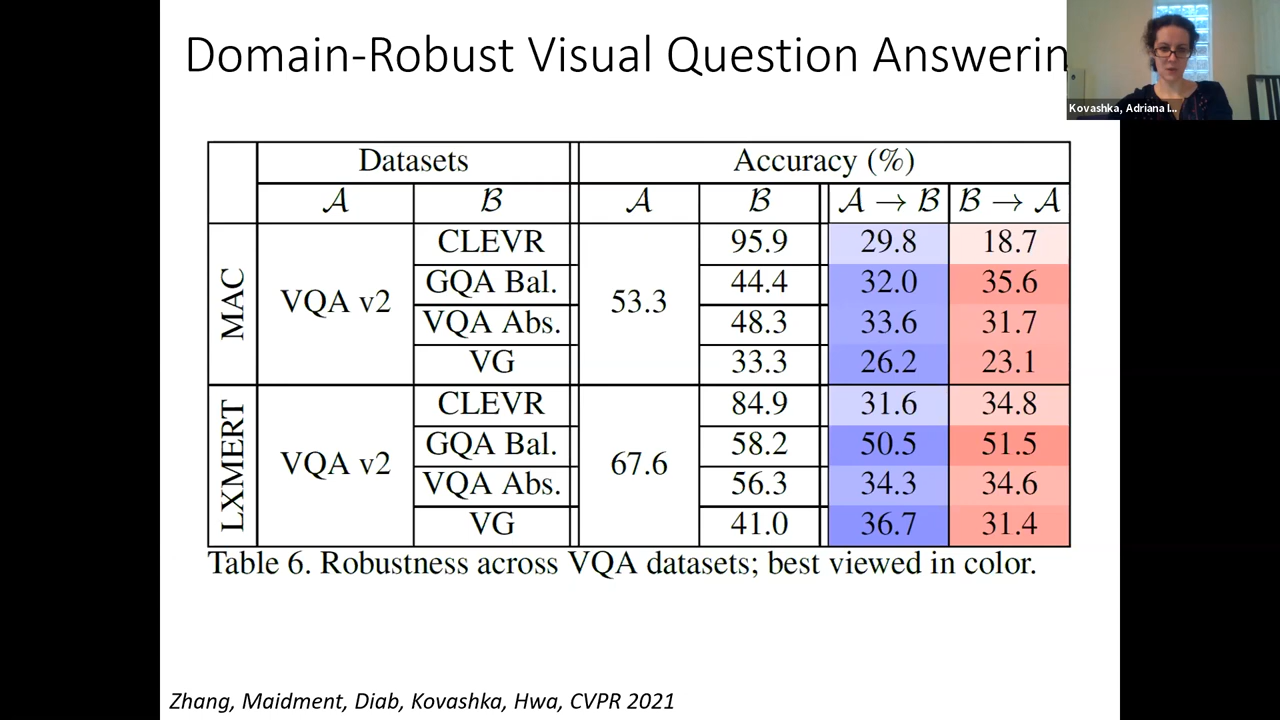 Domain-Robust Visual Question Answerin
Kovashka, Adriana I...
Datasets Accuracy (%)
𝒜 ℬ 𝒜 ℬ 𝒜 → ℬ ℬ → 𝒜
MAC VQA v2 CLEVR 53.3 95.9 29.8 18.7
GQA Bal. 44.4 32.0 35.6
VQA Abs. 48.3 33.6 31.7
VG 33.3 26.2 23.1
LXMERT VQA v2 CLEVR 67.6 84.9 31.6 34.8
GQA Bal. 58.2 50.5 51.5
VQA Abs. 56.3 34.3 34.6
VG 41.0 36.7 31.4
Table 6. Robustness across VQA datasets; best viewed in color.
Zhang, Maidment, Diab, Kovashka, Hwa, CVPR 2021